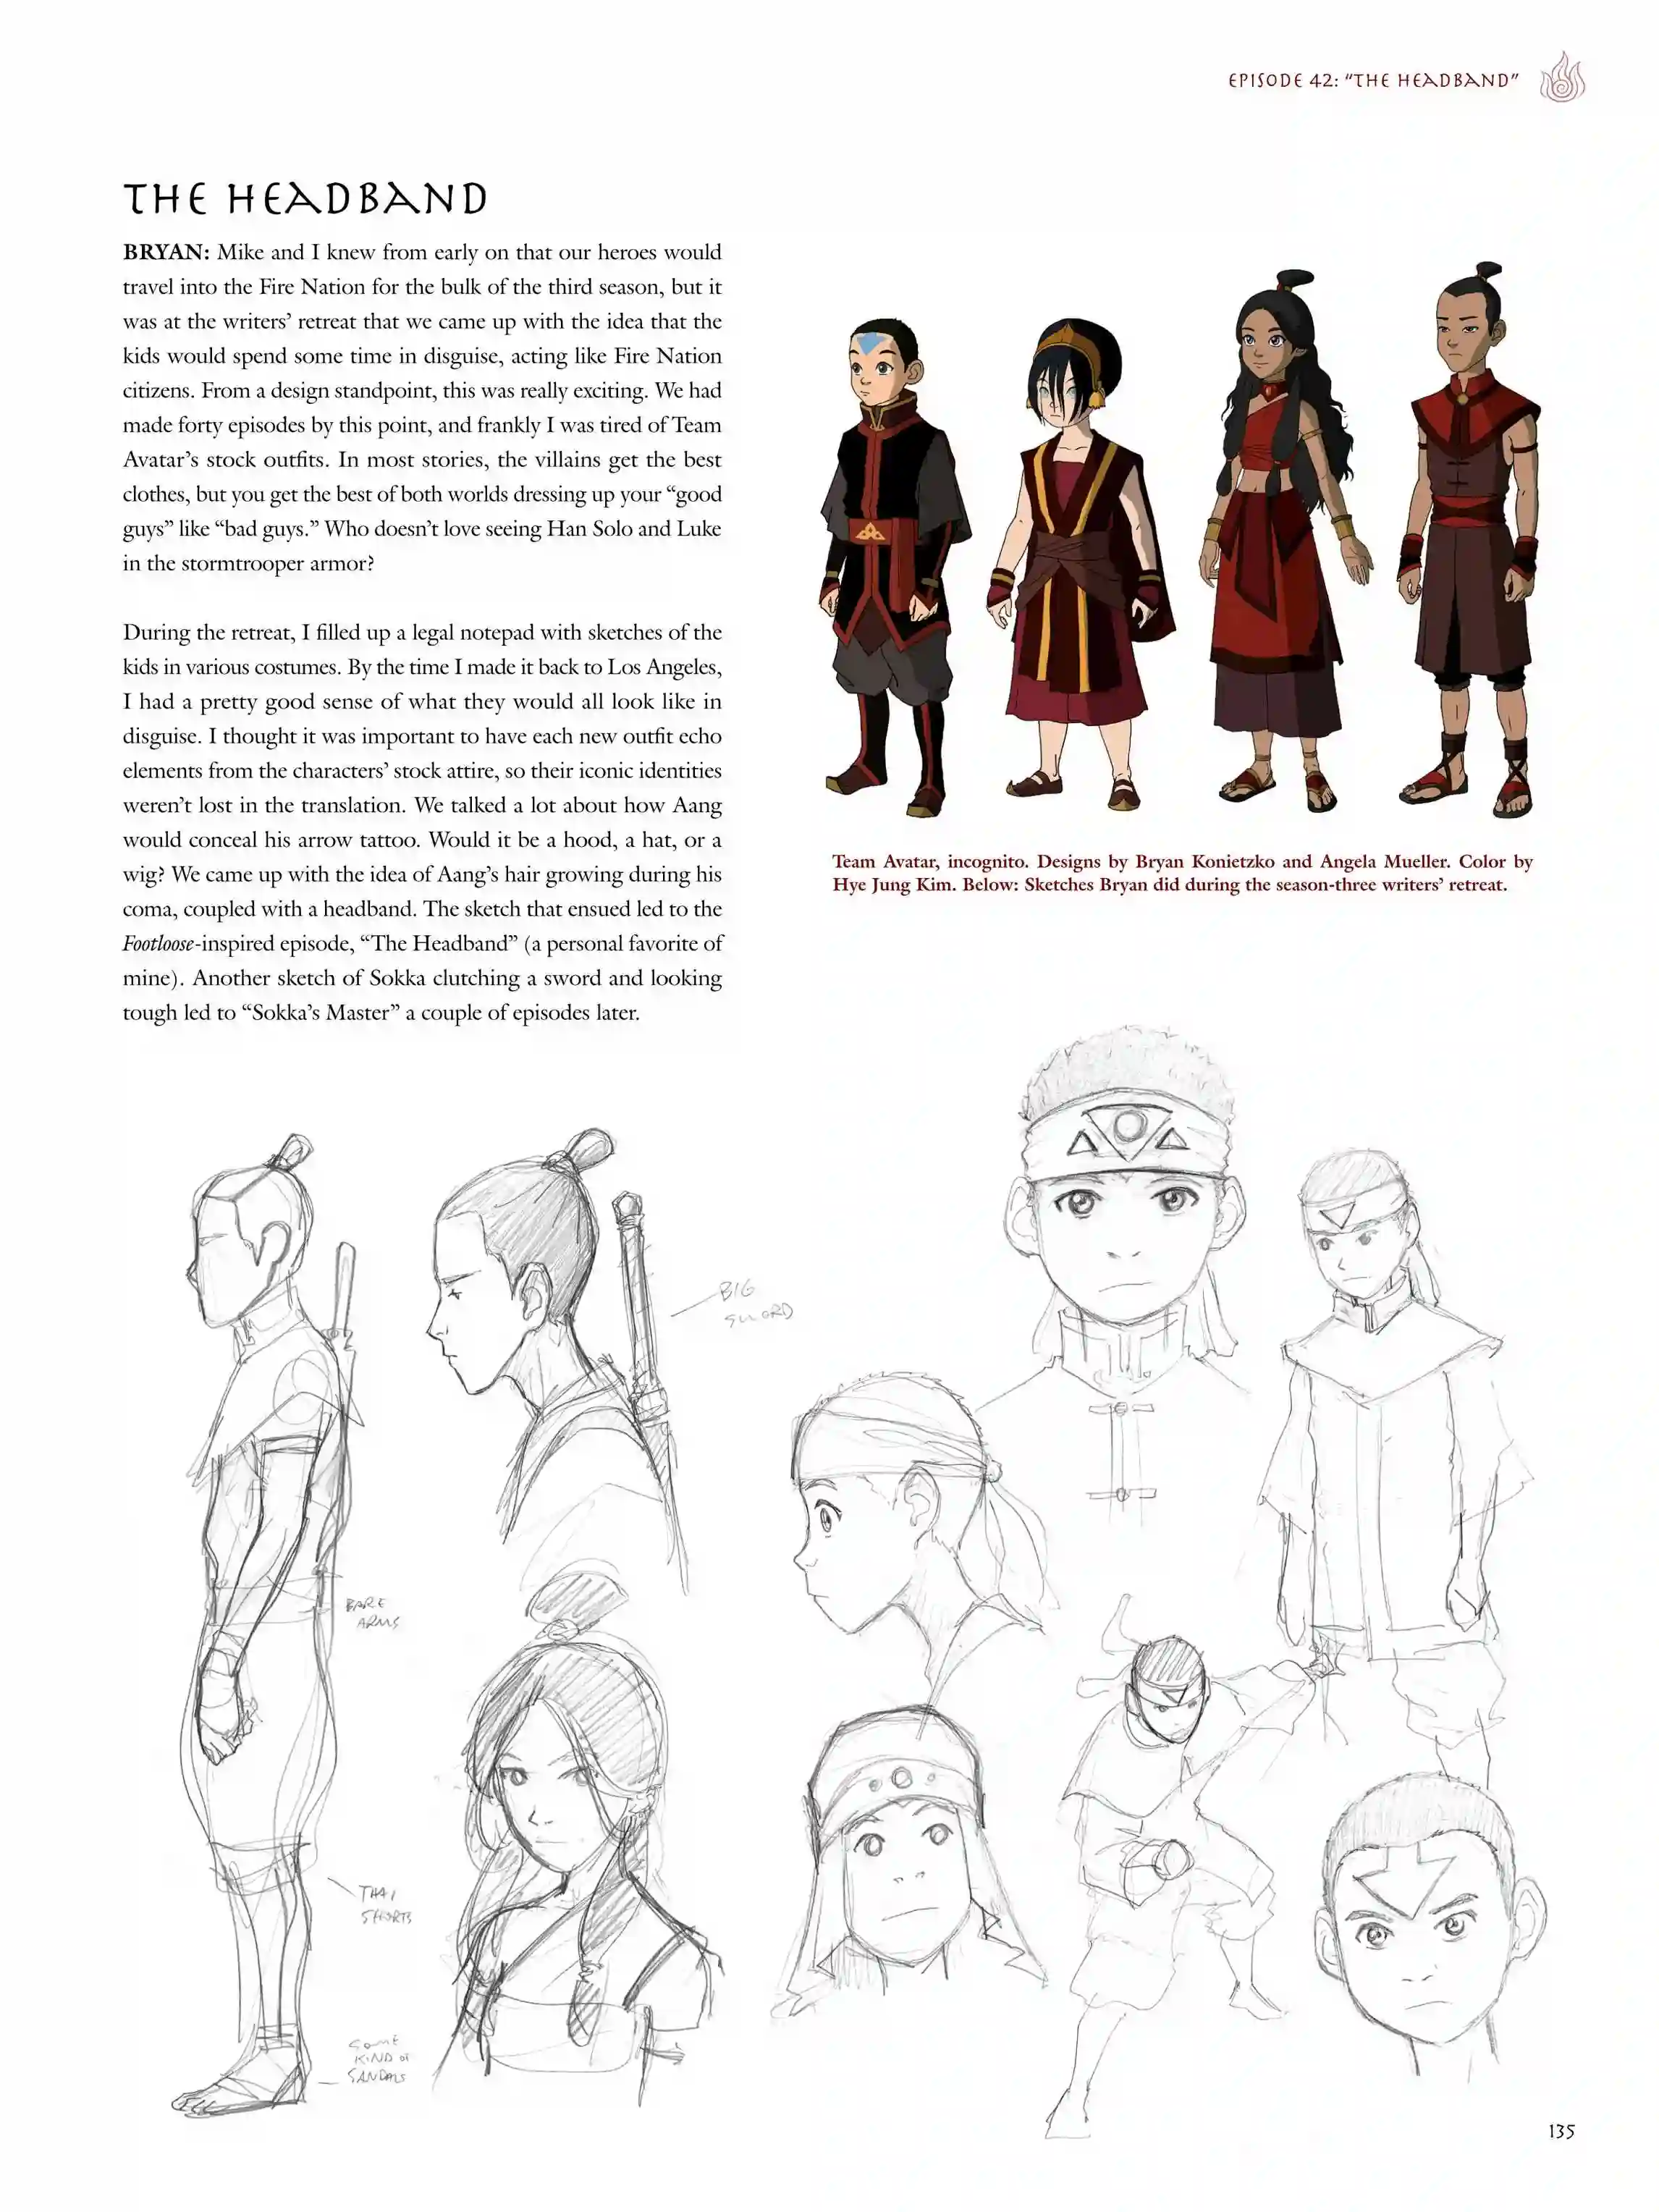 EPISODE 42: “THE HEADBAND”
THE HEADBAND
BRYAN: Mike and I knew from early on that our heroes would
travel into the Fire Nation for the bulk of the third season, but it
was at the writers’ retreat that we came up with the idea that the
kids would spend some time in disguise, acting like Fire Nation
citizens. From a design standpoint, this was really exciting. We had
made forty episodes by this point, and frankly I was tired of Team
Avatar’s stock outfits. In most stories, the villains get the best
clothes, but you get the best of both worlds dressing up your “good
guys” like “bad guys.” Who doesn’t love seeing Han Solo and Luke
in the stormtrooper armor?
During the retreat, I filled up a legal notepad with sketches of the
kids in various costumes. By the time I made it back to Los Angeles,
I had a pretty good sense of what they would all look like in
disguise. I thought it was important to have each new outfit echo
elements from the characters’ stock attire, so their iconic identities
weren’t lost in the translation. We talked a lot about how Aang
would conceal his arrow tattoo. Would it be a hood, a hat, or a
wig? We came up with the idea of Aang’s hair growing during his
coma, coupled with a headband. The sketch that ensued led to the
Footloose-inspired episode, “The Headband” (a personal favorite of
mine). Another sketch of Sokka clutching a sword and looking
tough led to “Sokka’s Master” a couple of episodes later.
Team Avatar, incognito. Designs by Bryan Konietzko and Angela Mueller. Color by
Hye Jung Kim. Below: Sketches Bryan did during the season-three writers’ retreat.
BIG
SWORD
BARE
ARMS
THAI
SHORTS
SOME
KIND OF
SANDALS
135